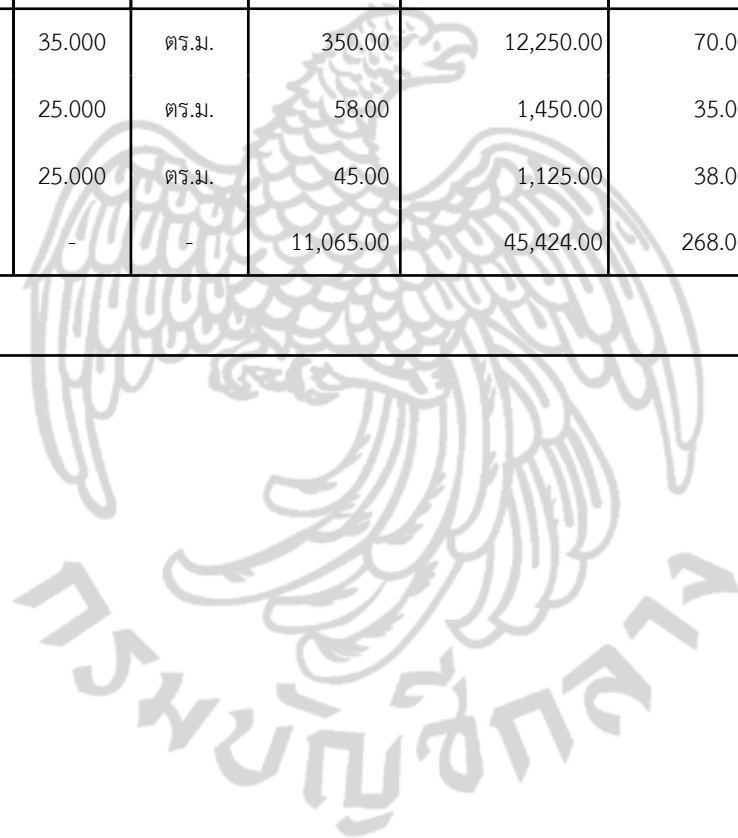 35.000 ตร.ม. 350.00 12,250.00 70.0
25.000 ตร.ม. 58.00 1,450.00 35.0
25.000 ตร.ม. 45.00 1,125.00 38.0
- - 11,065.00 45,424.00 268.0
กรมบัญชีกลาง